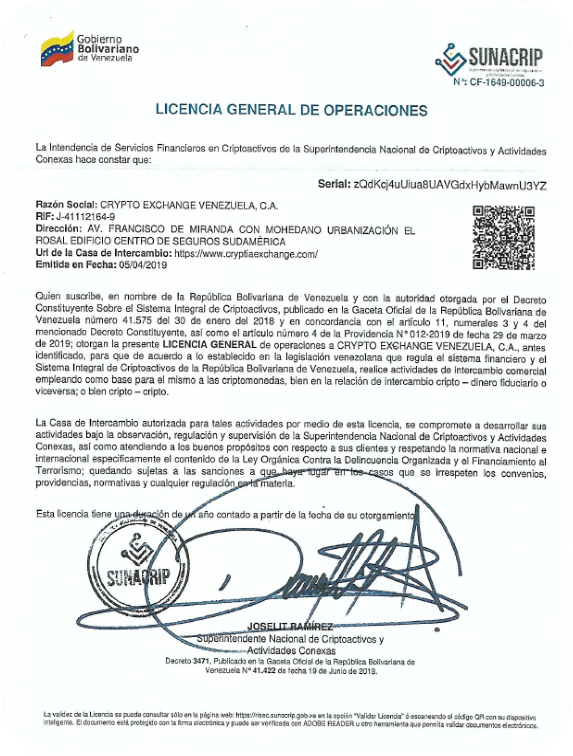 Gobierno
Bolivariano
de Venezuela
SUNACRIP
Superintendencia Nacional de Criptoactivos
y Actividades Conexas
N°: CF-1649-00006-3
LICENCIA GENERAL DE OPERACIONES
La Intendencia de Servicios Financieros en Criptoactivos de la Superintendencia Nacional de Criptoactivos y Actividades
Conexas hace constar que:
Serial: zQdKcj4uUiua8UAVGdxHybMawnU3YZ
Razón Social: CRYPTO EXCHANGE VENEZUELA, C.A.
RIF: J-41112164-9
Dirección: AV. FRANCISCO DE MIRANDA CON MOHEDANO URBANIZACIÓN EL
ROSAL EDIFICIO CENTRO DE SEGUROS SUDAMÉRICA
Url de la Casa de Intercambio: https://www.cryptiaexchange.com/
Emitida en Fecha: 05/04/2019
Quien suscribe, en nombre de la República Bolivariana de Venezuela y con la autoridad otorgada por el Decreto
Constituyente Sobre el Sistema Integral de Criptoactivos, publicado en la Gaceta Oficial de la República Bolivariana de
Venezuela número 41.575 del 30 de enero del 2018 y en concordancia con el artículo 11, numerales 3 y 4 del
mencionado Decreto Constituyente, así como el artículo número 4 de la Providencia N° 012-2019 de fecha 29 de marzo
de 2019; otorgan la presente LICENCIA GENERAL de operaciones a CRYPTO EXCHANGE VENEZUELA, C.A., antes
identificado, para que de acuerdo a lo establecido en la legislación venezolana que regula el sistema financiero y el
Sistema Integral de Criptoactivos de la República Bolivariana de Venezuela, realice actividades de intercambio comercial
empleando como base para el mismo a las criptomonedas, bien en la relación de intercambio cripto – dinero fiduciario o
viceversa; o bien cripto – cripto.
La Casa de Intercambio autorizada para tales actividades por medio de esta licencia, se compromete a desarrollar sus
actividades bajo la observación, regulación y supervisión de la Superintendencia Nacional de Criptoactivos y Actividades
Conexas, así como atendiendo a los buenos propósitos con respecto a sus clientes y respetando la normativa nacional e
internacional específicamente el contenido de la Ley Orgánica Contra la Delincuencia Organizada y el Financiamiento al
Terrorismo; quedando sujetas a las sanciones a que haya lugar en los casos que se irrespeten los convenios,
providencias, normativas y cualquier regulación en la materia.
Esta licencia tiene una duración de un año contado a partir de la fecha de su otorgamiento.
SUNACRIP
JOSELIT RAMÍREZ
Superintendente Nacional de Criptoactivos y
Actividades Conexas
Decreto 3471, Publicado en la Gaceta Oficial de la República Bolivariana de
Venezuela N° 41.422 de fecha 19 de Junio de 2018.
La validez de la Licencia se puede consultar sólo en la página web: https://risec.sunacrip.gob.ve en la opción "Validar Licencia" ó escaneando el código QR con su dispositivo
inteligente. El documento está protegido con la firma electrónica y puede ser verificada con ADOBE READER u otro herramienta que permita validar documentos electrónicos.